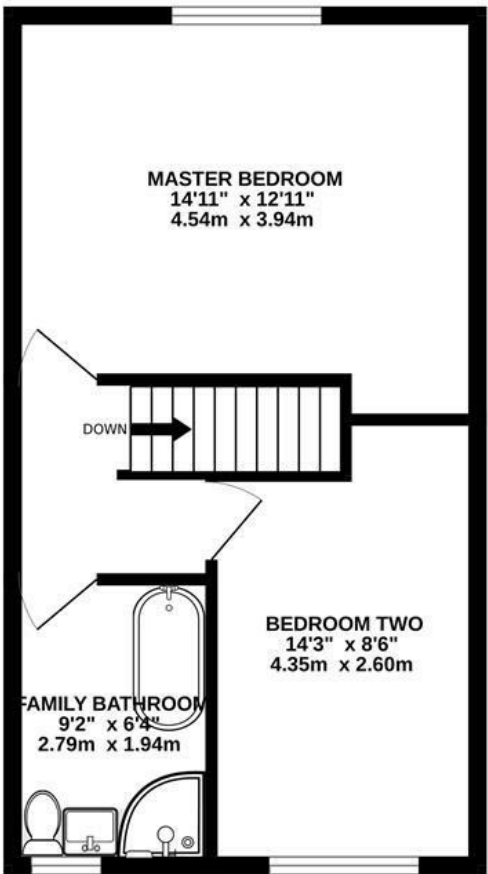 MASTER BEDROOM
14'11" x 12'11"
4.54m x 3.94m
DOWN
BEDROOM TWO
14'3" x 8'6"
4.35m x 2.60m
FAMILY BATHROOM
9'2" x 6'4"
2.79m x 1.94m